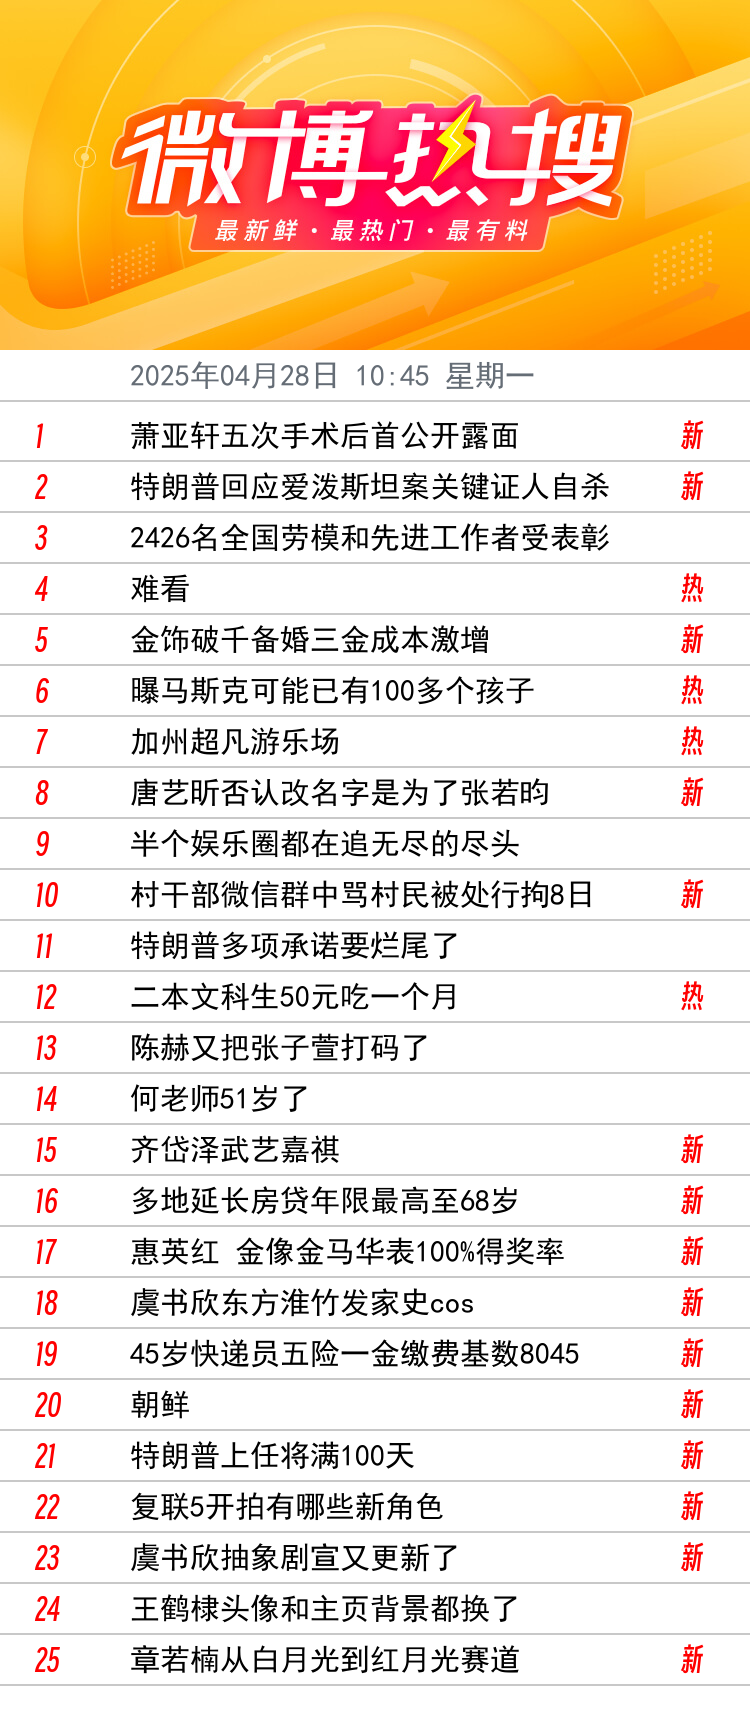 微博热搜
最新鲜·最热门·最有料
2025年04月28日 10:45 星期一
1 萧亚轩五次手术后首公开露面 新
2 特朗普回应爱泼斯坦案关键证人自杀 新
3 2426名全国劳模和先进工作者受表彰
4 难看 热
5 金饰破千备婚三金成本激增 新
6 曝马斯克可能已有100多个孩子 热
7 加州超凡游乐场 热
8 唐艺昕否认改名字是为了张若昀 新
9 半个娱乐圈都在追无尽的尽头
10 村干部微信群中骂村民被处行拘8日 新
11 特朗普多项承诺要烂尾了
12 二本文科生50元吃一个月 热
13 陈赫又把张子萱打码了
14 何老师51岁了
15 齐岱泽武艺嘉祺 新
16 多地延长房贷年限最高至68岁 新
17 惠英红 金像金马华表100%得奖率 新
18 虞书欣东方淮竹发家史cos 新
19 45岁快递员五险一金缴费基数8045 新
20 朝鲜 新
21 特朗普上任将满100天 新
22 复联5开拍有哪些新角色 新
23 虞书欣抽象剧宣又更新了 新
24 王鹤棣头像和主页背景都换了
25 章若楠从白月光到红月光赛道 新